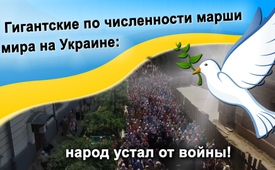 Гигантские по численности марши
мира на Украине:
народ устал от войны!